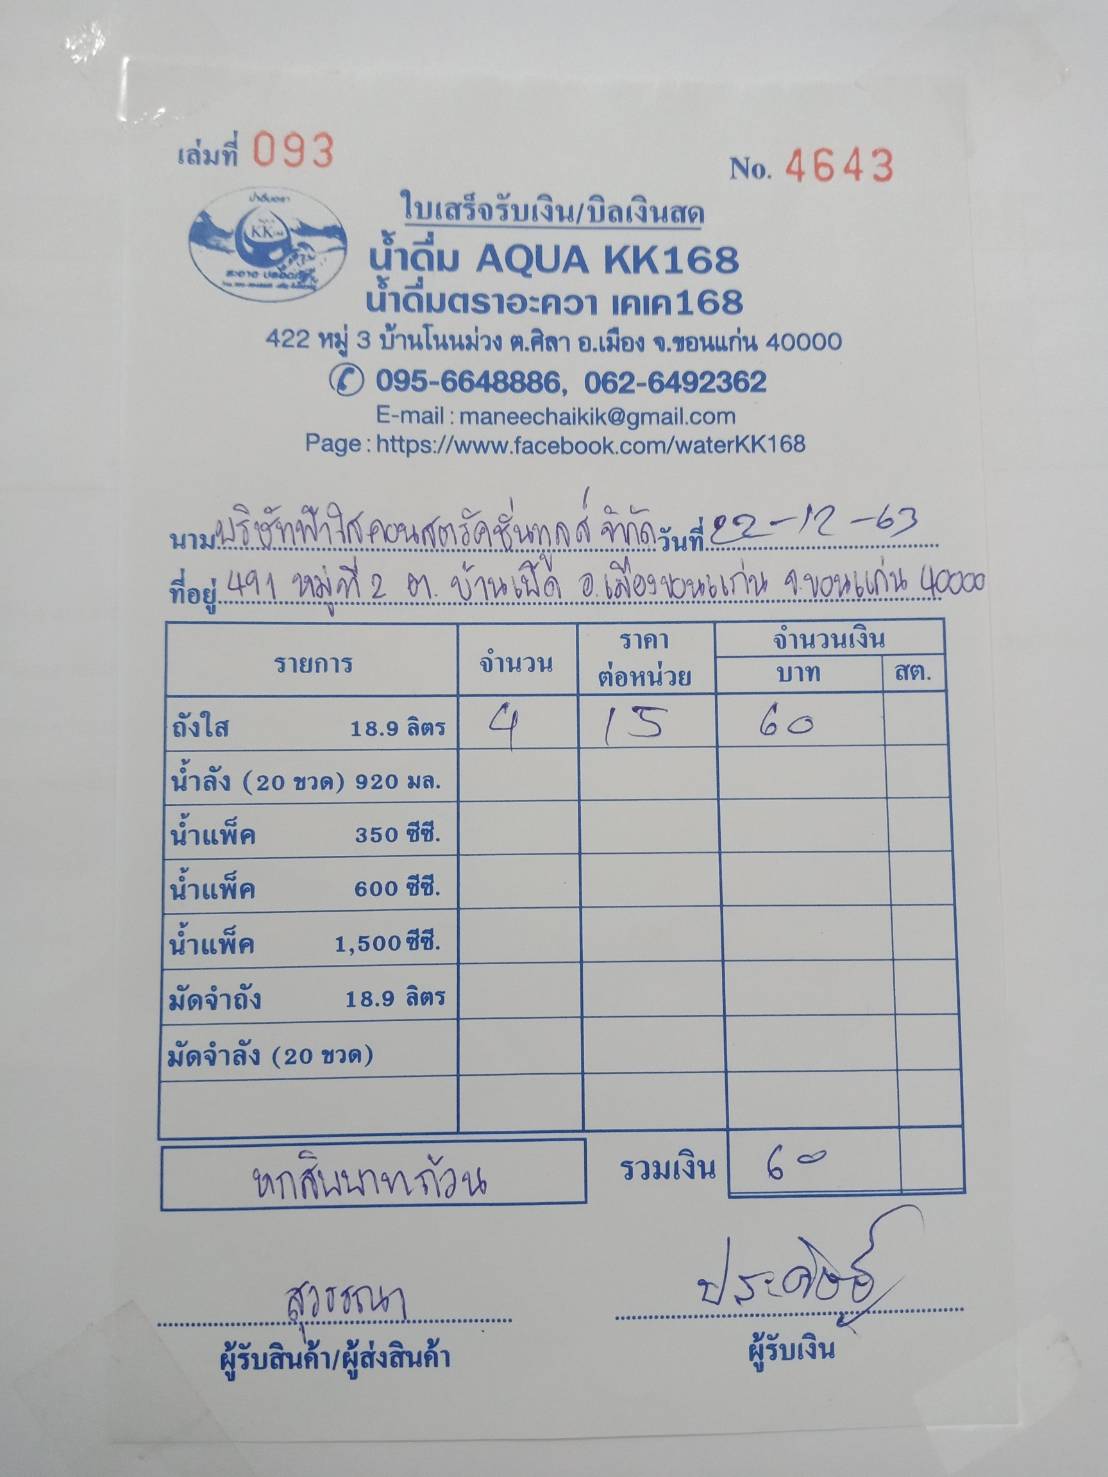 เล่มที่ 093
No. 4643
น้ำดื่มตรา
KK
สะอาด
ใบเสร็จรับเงิน/บิลเงินสด
น้ำดื่ม AQUA KK168
น้ำดื่มตราอะควา เคเค168
422 หมู่ 3 บ้านโนนม่วง ต.ศิลา อ.เมือง จ.ขอนแก่น 40000
095-6648886, 062-6492362
E-mail : maneechaikik@gmail.com
Page : https://www.facebook.com/waterKK168
นาม บริษัทฟ้าใสคอนสตรัคชั่นทูลส์ จำกัด วันที่ 22-12-63
ที่อยู่ 491 หมู่ที่ 2 ต. บ้านเป็ด อ.เมืองขอนแก่น จ.ขอนแก่น 40000
รายการ จำนวน ราคา ต่อหน่วย จำนวนเงิน บาท สต.
ถังใส 18.9 ลิตร 4 15 60
น้ำลัง (20 ขวด) 920 มล.
น้ำแพ็ค 350 ซีซี.
น้ำแพ็ค 600 ซีซี.
น้ำแพ็ค 1,500 ซีซี.
มัดจำถัง 18.9 ลิตร
มัดจำลัง (20 ขวด)
หกสิบบาทถ้วน รวมเงิน 60
สุวรรณา
ผู้รับสินค้า/ผู้ส่งสินค้า
ผู้รับเงิน